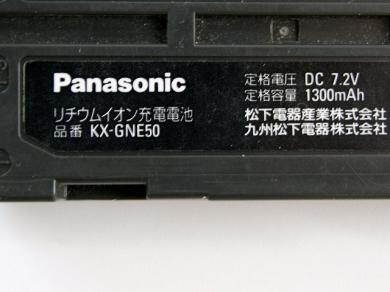 Panasonic
リチウムイオン充電電池
品番 KX-GNE50
定格電圧 DC 7.2V
定格容量 1300mAh
松下電器産業株式会社
九州松下電器株式会社